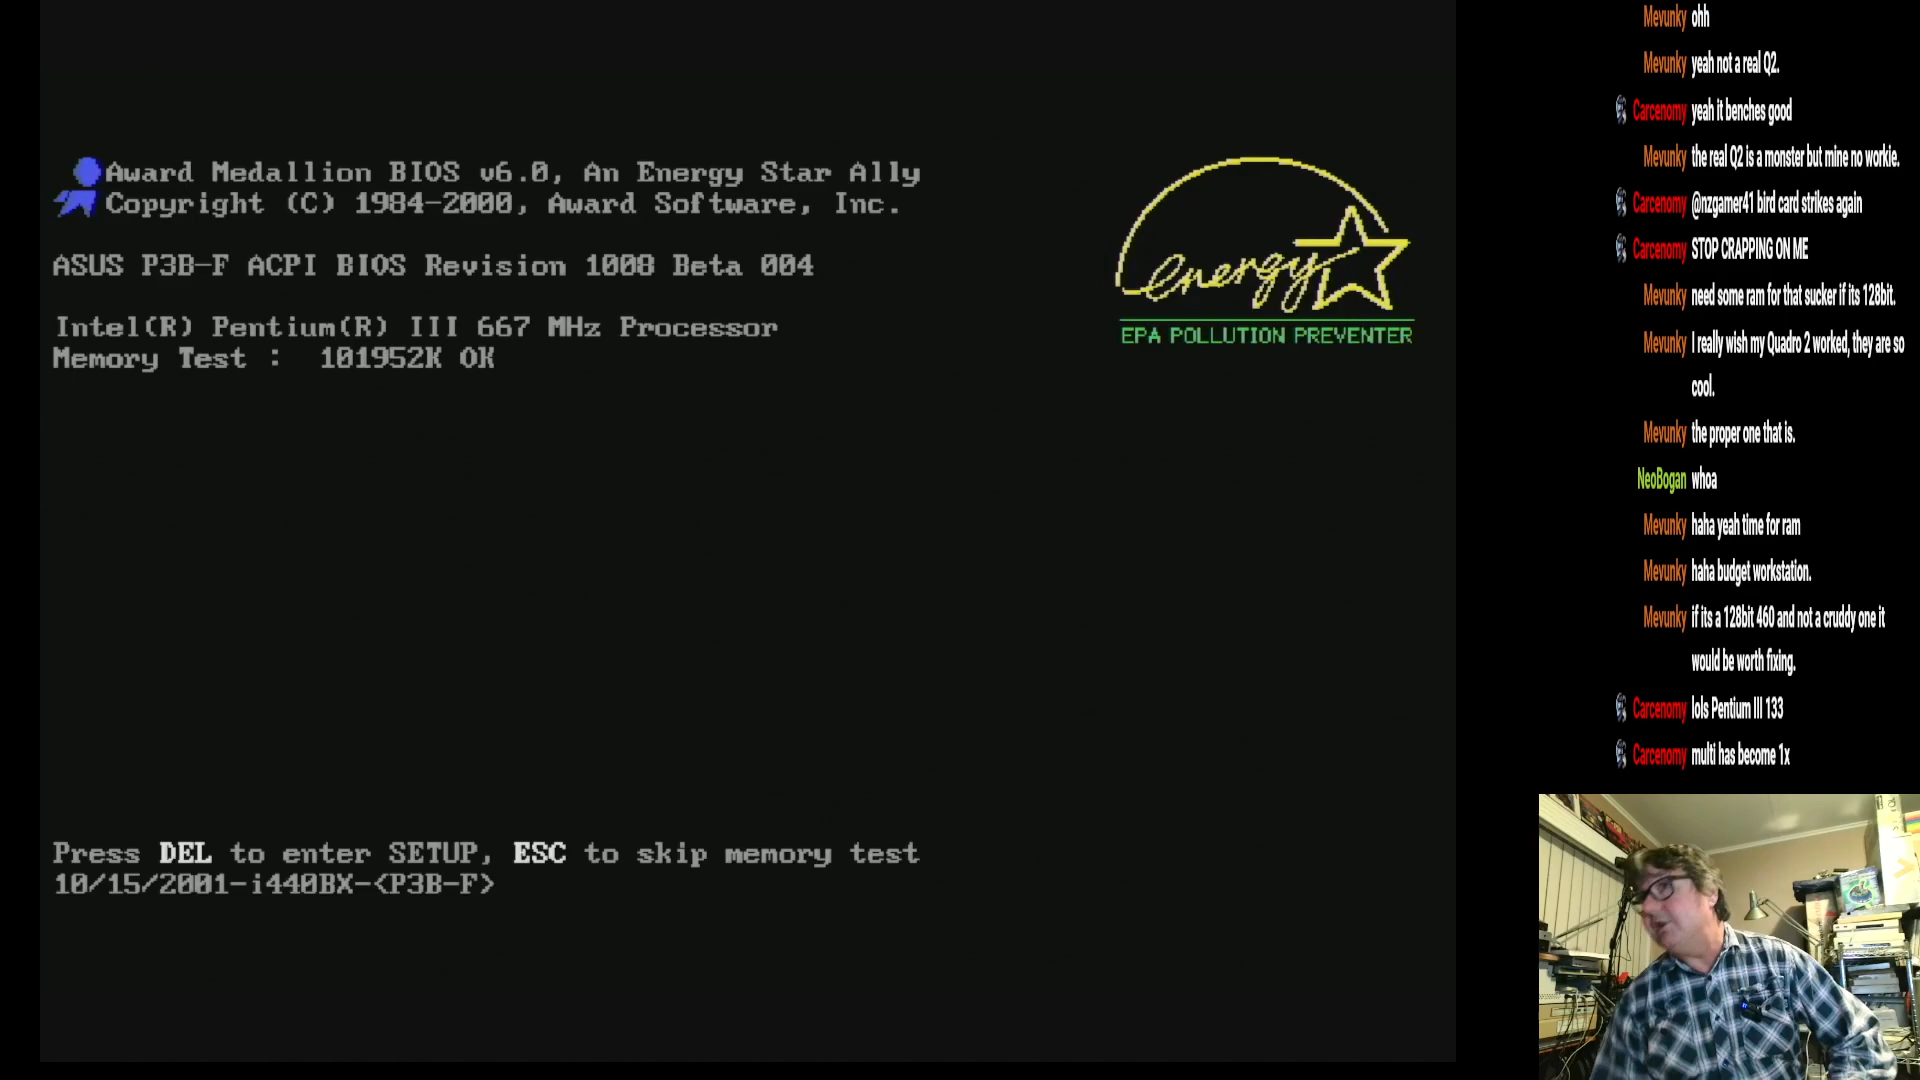 Award Medallion BIOS v6.0, An Energy Star Ally
Copyright (C) 1984-2000, Award Software, Inc.
ASUS P3B-F ACPI BIOS Revision 1008 Beta 004
Intel(R) Pentium(R) III 667 MHz Processor
Memory Test :  101952K OK
energy
EPA POLLUTION PREVENTER
Press DEL to enter SETUP, ESC to skip memory test
10/15/2001-i440BX-<P3B-F>
Mevunky ohh
Mevunky yeah not a real Q2.
Carcenomy yeah it benches good
Mevunky the real Q2 is a monster but mine no workie.
Carcenomy @nzgamer41 bird card strikes again
Carcenomy STOP CRAPPING ON ME
Mevunky need some ram for that sucker if its 128bit.
Mevunky I really wish my Quadro 2 worked, they are so
cool.
Mevunky the proper one that is.
NeoBogan whoa
Mevunky haha yeah time for ram
Mevunky haha budget workstation.
Mevunky if its a 128bit 460 and not a cruddy one it
would be worth fixing.
Carcenomy lols Pentium III 133
Carcenomy multi has become 1x